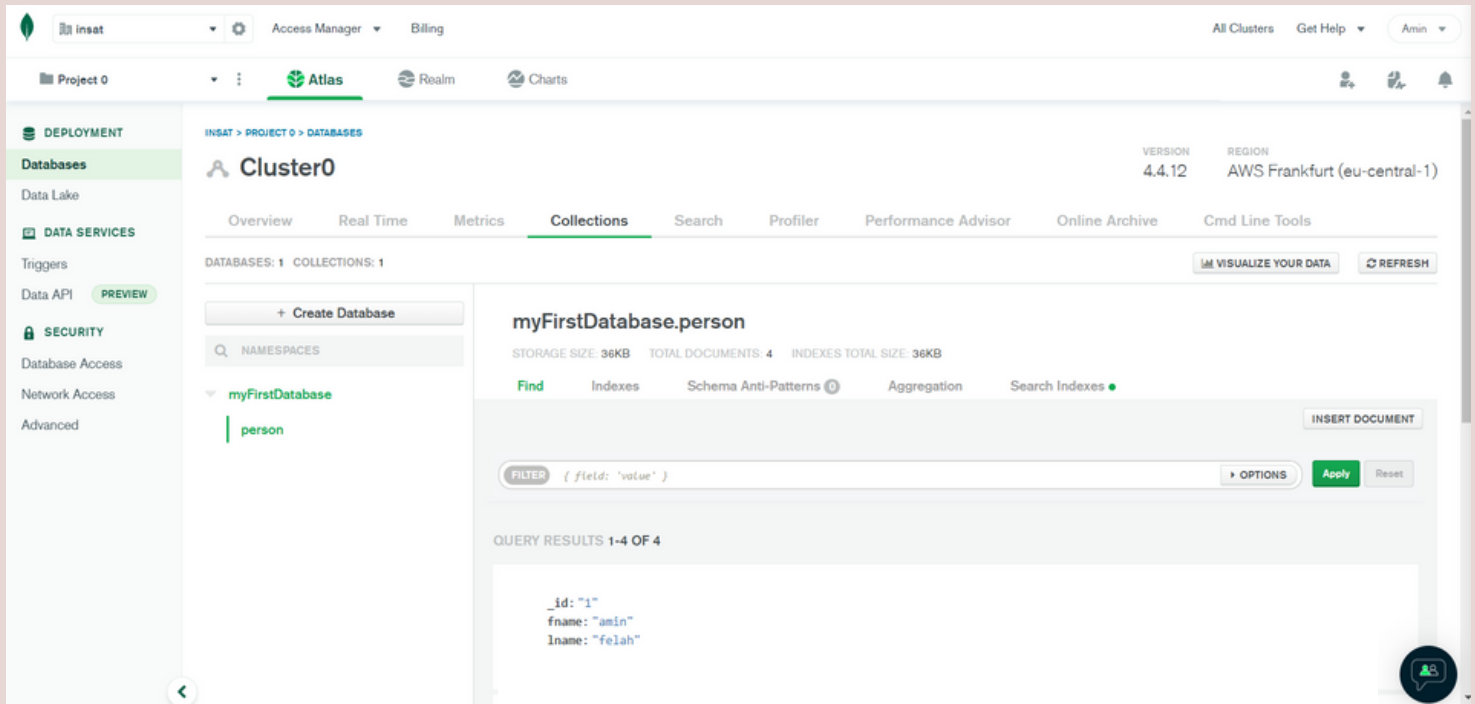 insat Access Manager Billing All Clusters Get Help Amin
Project 0 Atlas Realm Charts
DEPLOYMENT
Databases
Data Lake
DATA SERVICES
Triggers
Data API PREVIEW
SECURITY
Database Access
Network Access
Advanced
INSAT > PROJECT 0 > DATABASES
Cluster0
VERSION
4.4.12
REGION
AWS Frankfurt (eu-central-1)
Overview Real Time Metrics Collections Search Profiler Performance Advisor Online Archive Cmd Line Tools
DATABASES: 1 COLLECTIONS: 1
VISUALIZE YOUR DATA REFRESH
+ Create Database
NAMESPACES
myFirstDatabase
person
myFirstDatabase.person
STORAGE SIZE: 36KB TOTAL DOCUMENTS: 4 INDEXES TOTAL SIZE: 36KB
Find Indexes Schema Anti-Patterns 0 Aggregation Search Indexes
INSERT DOCUMENT
FILTER { field: 'value' } OPTIONS Apply Reset
QUERY RESULTS 1-4 OF 4
_id: "1"
fname: "amin"
lname: "felah"